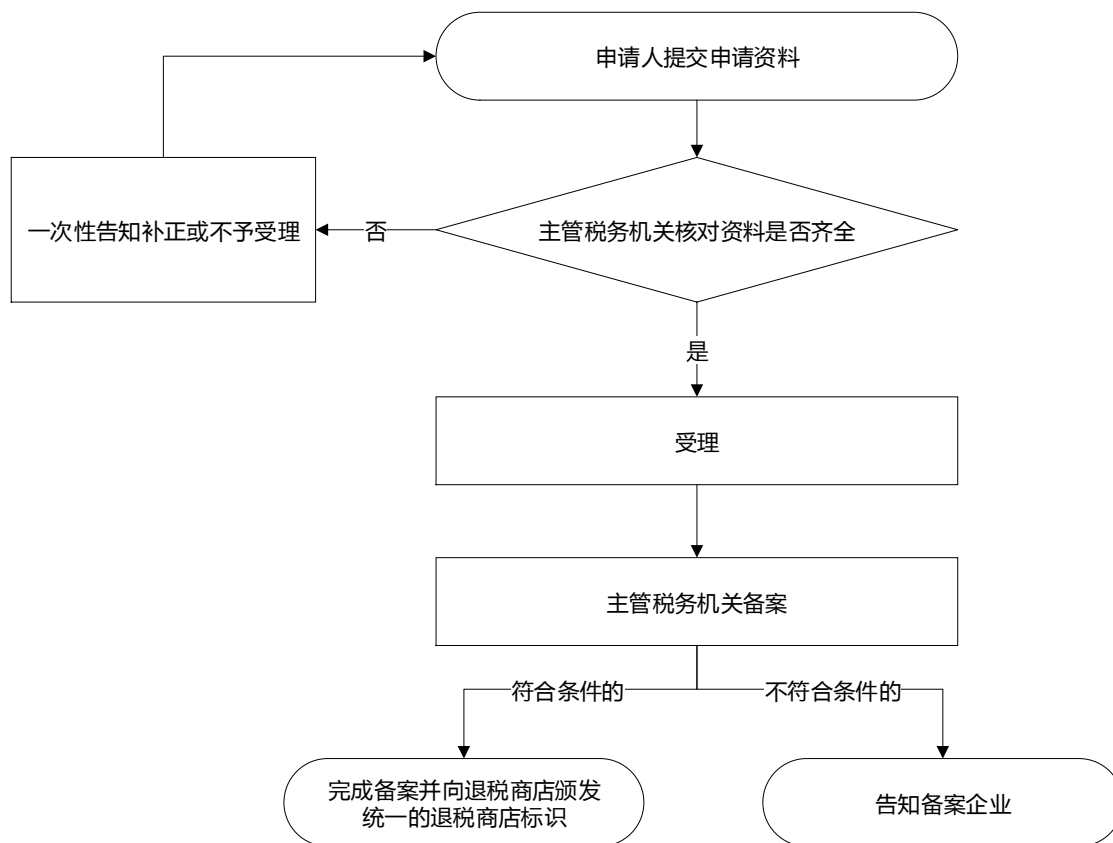 申请人提交申请资料
一次性告知补正或不予受理
否
主管税务机关核对资料是否齐全
是
受理
主管税务机关备案
符合条件的
不符合条件的
完成备案并向退税商店颁发
统一的退税商店标识
告知备案企业